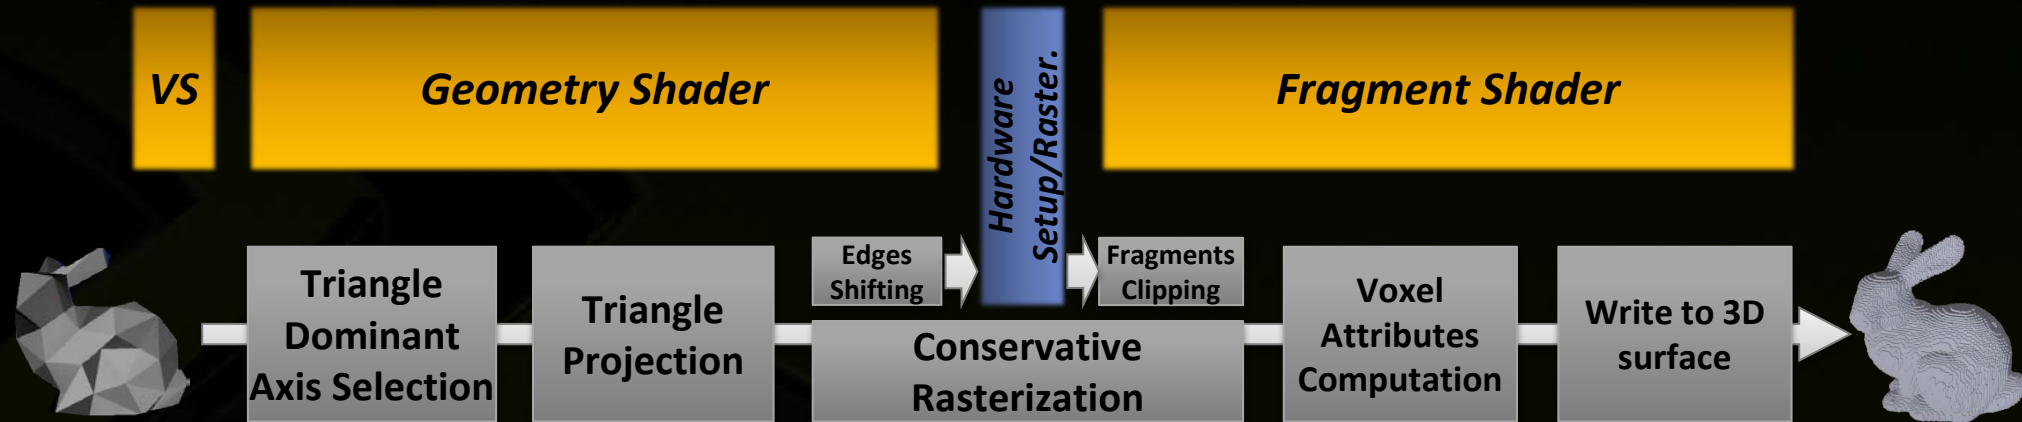 VS
Geometry Shader
Hardware
Setup/Raster.
Fragment Shader
Triangle
Dominant
Axis Selection
Triangle
Projection
Edges
Shifting
Fragments
Clipping
Conservative
Rasterization
Voxel
Attributes
Computation
Write to 3D
surface